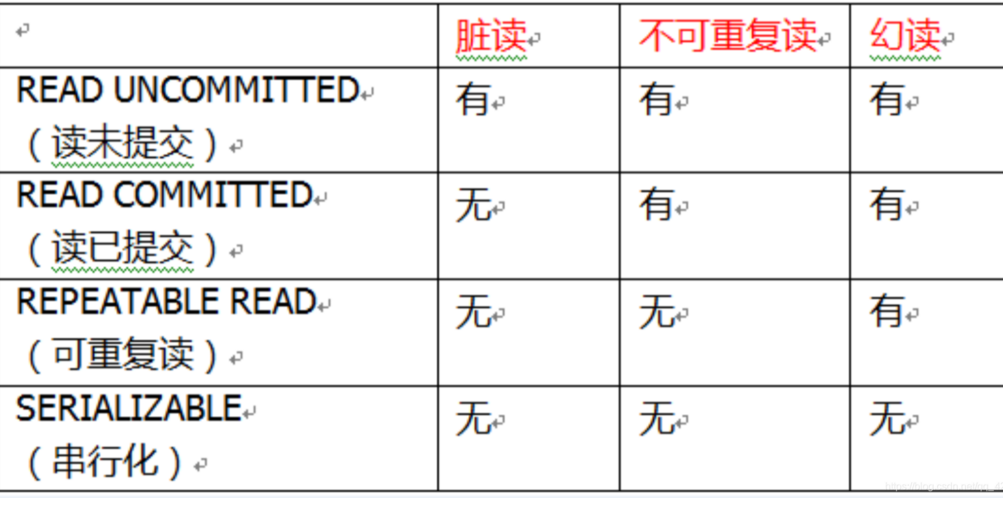 脏读 不可重复读 幻读
READ UNCOMMITTED 有 有 有
（读未提交）
READ COMMITTED 无 有 有
（读已提交）
REPEATABLE READ 无 无 有
（可重复读）
SERIALIZABLE 无 无 无
（串行化）